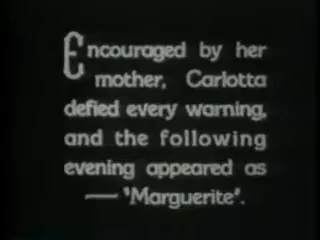 Encouraged by her
mother, Carlotta
defied every warning,
and the following
evening appeared as
— 'Marguerite'.